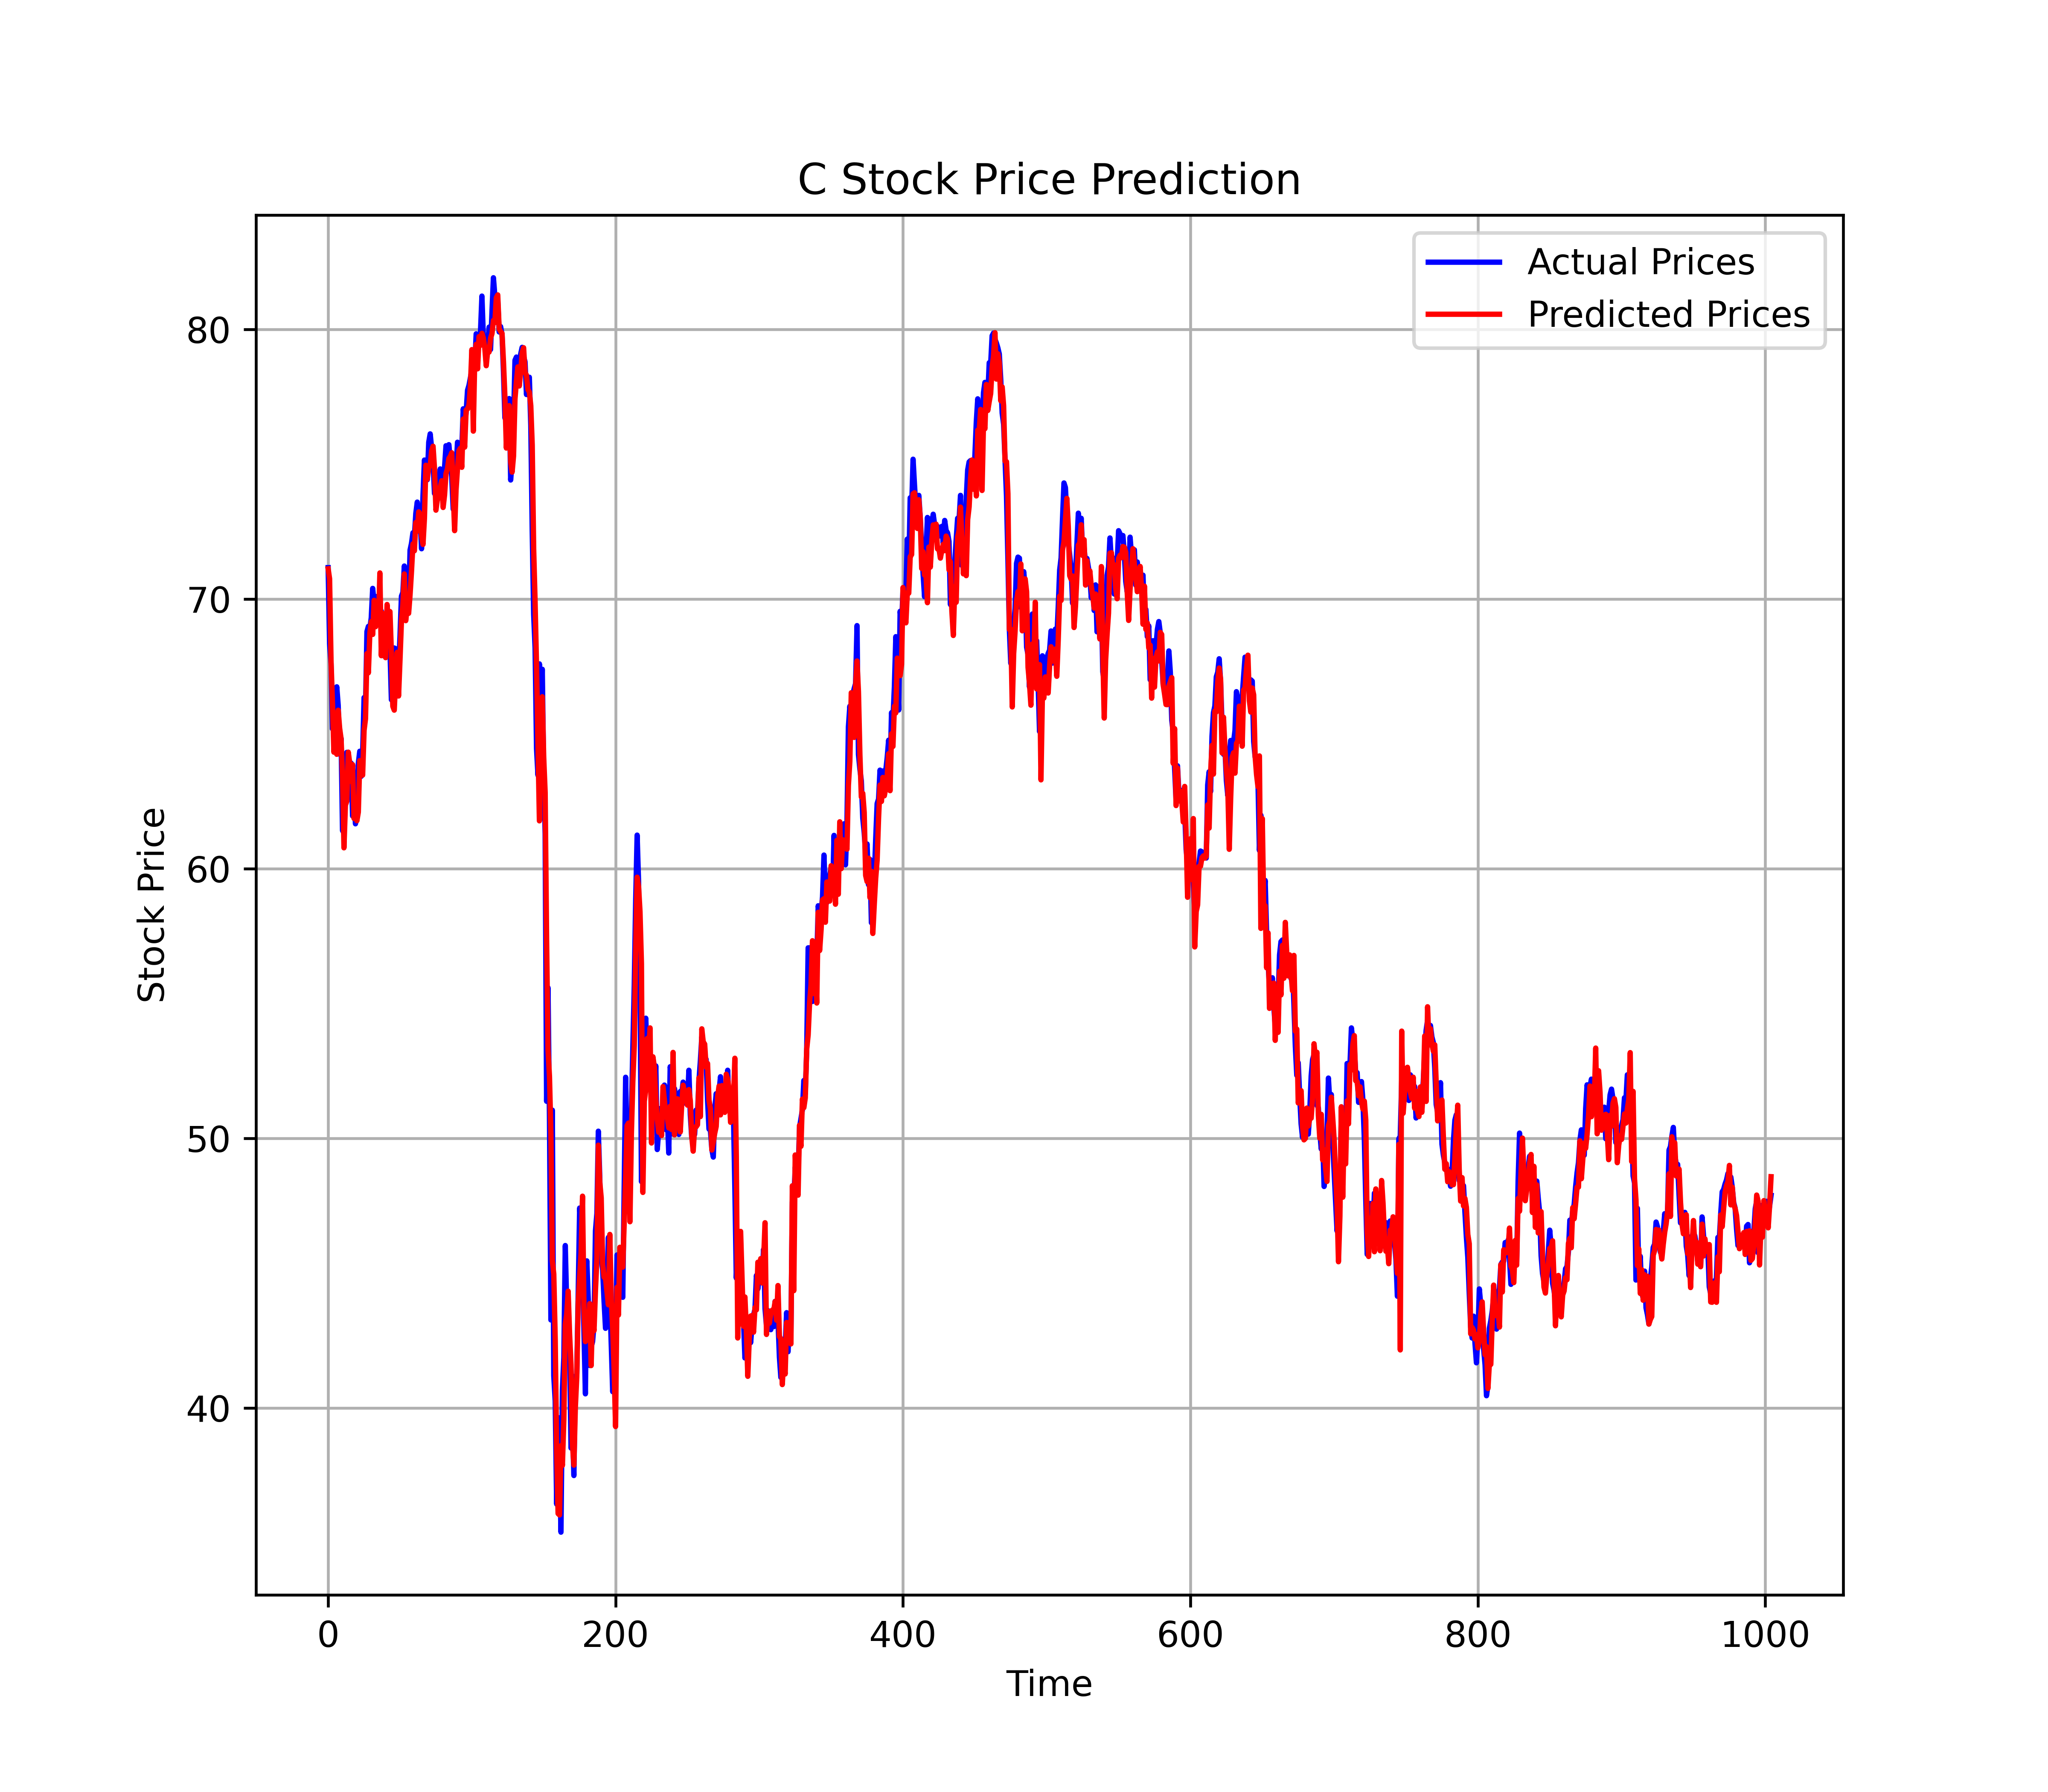 C Stock Price Prediction
Actual Prices
Predicted Prices
80
70
60
50
40
Stock Price
0 200 400 600 800 1000
Time